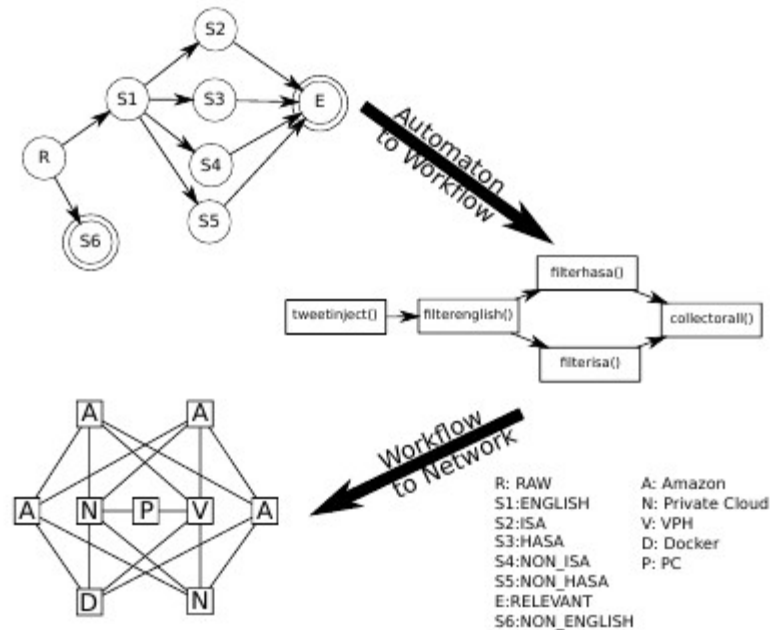 S2
S1
S3
E
R
S4
S5
S6
Automaton
to Workflow
filterhasa()
tweetinject()
filterenglish()
collectorall()
filterisa()
Workflow
to Network
A
A
A
N
P
V
A
D
N
R: RAW
S1:ENGLISH
S2:ISA
S3:HASA
S4:NON_ISA
S5:NON_HASA
E:RELEVANT
S6:NON_ENGLISH
A: Amazon
N: Private Cloud
V: VPH
D: Docker
P: PC